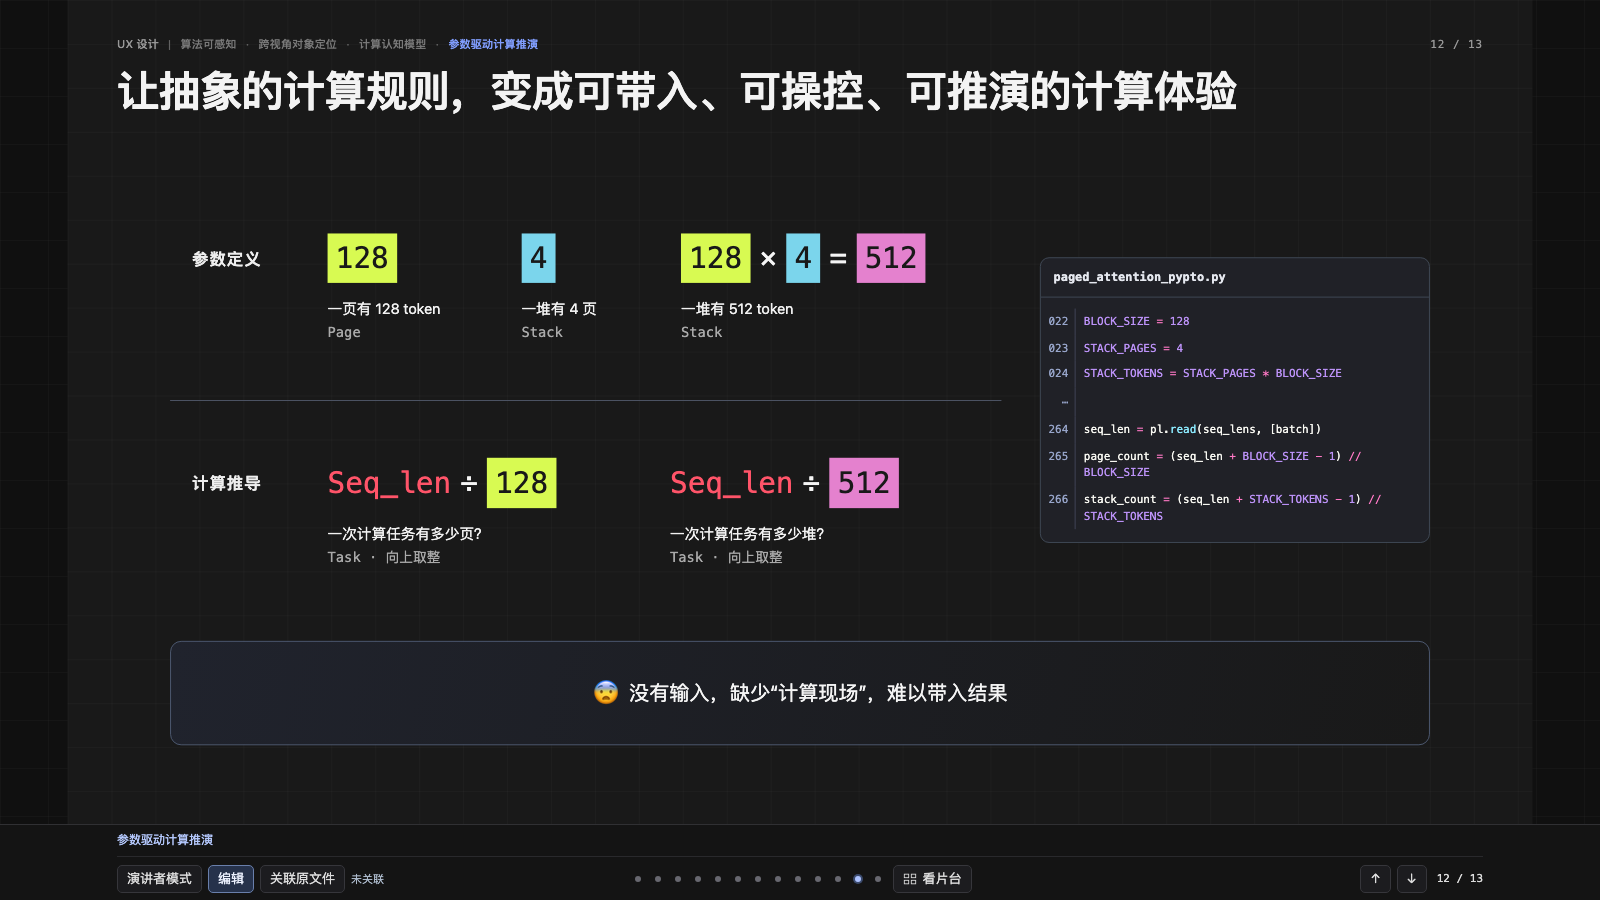 UX 设计 | 算法可感知 · 跨视角对象定位 · 计算认知模型 · 参数驱动计算推演
12 / 13
让抽象的计算规则，变成可带入、可操控、可推演的计算体验
参数定义
128
一页有 128 token
Page
4
一堆有 4 页
Stack
128 × 4 = 512
一堆有 512 token
Stack
计算推导
Seq_len ÷ 128
一次计算任务有多少页?
Task · 向上取整
Seq_len ÷ 512
一次计算任务有多少堆?
Task · 向上取整
paged_attention_pypto.py
022 BLOCK_SIZE = 128
023 STACK_PAGES = 4
024 STACK_TOKENS = STACK_PAGES * BLOCK_SIZE
…
264 seq_len = pl.read(seq_lens, [batch])
265 page_count = (seq_len + BLOCK_SIZE − 1) //
BLOCK_SIZE
266 stack_count = (seq_len + STACK_TOKENS − 1) //
STACK_TOKENS
😨 没有输入，缺少“计算现场”，难以带入结果
参数驱动计算推演
演讲者模式 编辑 关联原文件 未关联
看片台
↑ ↓ 12 / 13